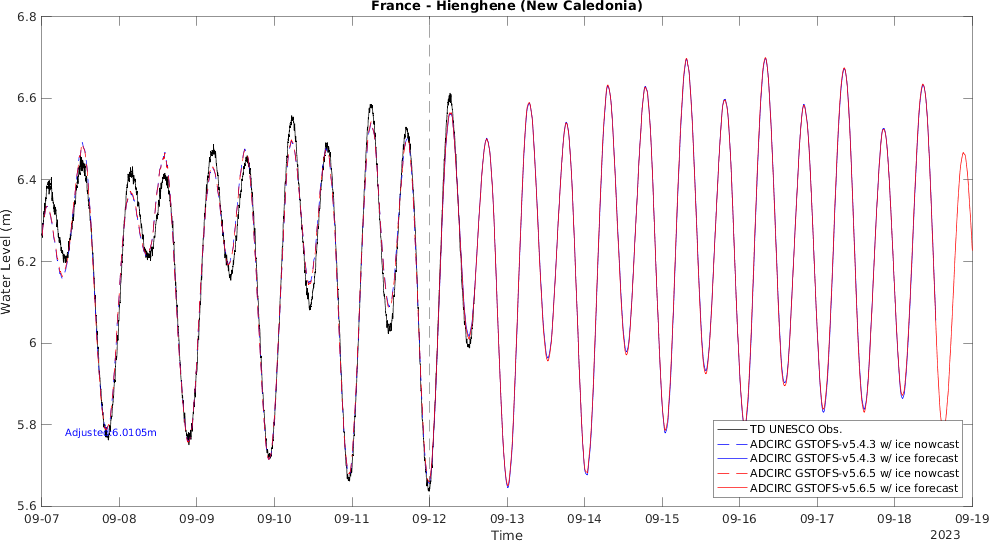 France - Hienghene (New Caledonia)
6.8
6.6
6.4
6.2
6
5.8
5.6
Water Level (m)
Adjusted 6.0105m
TD UNESCO Obs.
ADCIRC GSTOFS-v5.4.3 w/ ice nowcast
ADCIRC GSTOFS-v5.4.3 w/ ice forecast
ADCIRC GSTOFS-v5.6.5 w/ ice nowcast
ADCIRC GSTOFS-v5.6.5 w/ ice forecast
09-07 09-08 09-09 09-10 09-11 09-12 09-13 09-14 09-15 09-16 09-17 09-18 09-19
Time
2023